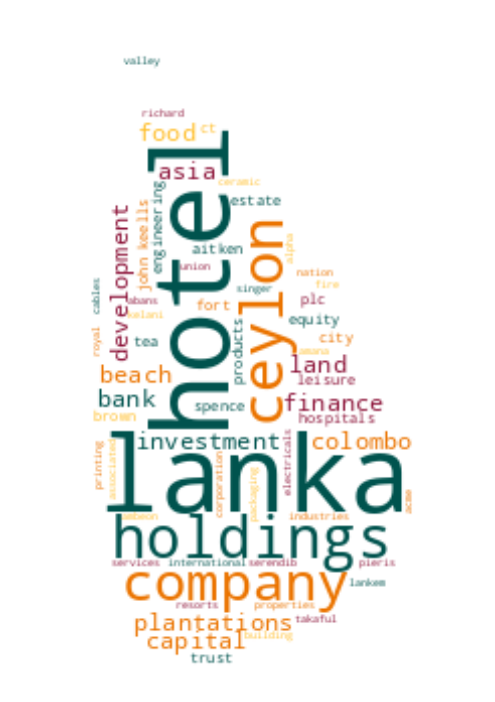 valley
richard
food
ct
asia
ceramic
engineering
estate
hotel
john keells
development
aitken
ceylon
alpha
union
nation
cables
singer
fire
abans
fort
plc
kelani
products
equity
royal
tea
city
amana
land
beach
leisure
bank
spence
finance
brown
hospitals
investment
colombo
printing
associated
corporation
electricals
packaging
lanka
acme
industries
holdings
services
international
serendib
pieris
company
lankem
resorts
properties
plantations
takaful
capital
building
trust